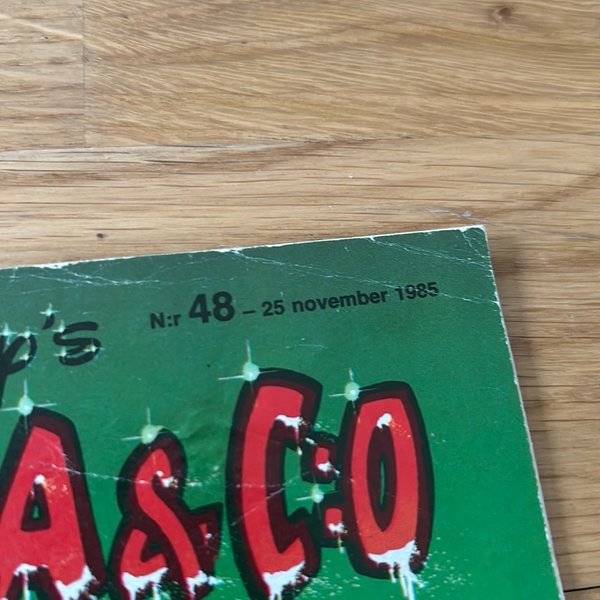 N:r 48 – 25 november 1985
p's
A & C:O